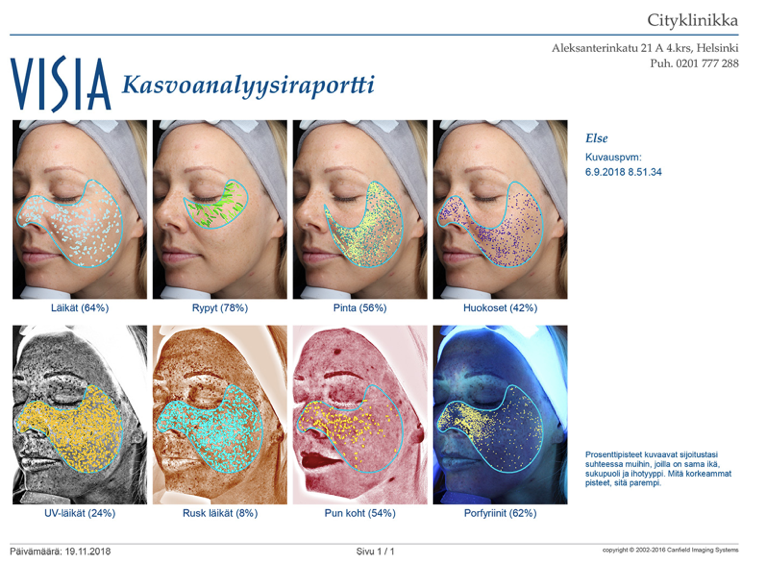 Cityklinikka
Aleksanterinkatu 21 A 4.krs, Helsinki
Puh. 0201 777 288
VISIA Kasvoanalyysiraportti
Else
Kuvauspvm:
6.9.2018 8.51.34
Läikät (64%) Rypyt (78%) Pinta (56%) Huokoset (42%)
Prosenttipisteet kuvaavat sijoitustasi
suhteessa muihin, joilla on sama ikä,
sukupuoli ja ihotyyppi. Mitä korkeammat
pisteet, sitä parempi.
UV-läikät (24%) Rusk läikät (8%) Pun koht (54%) Porfyriinit (62%)
Päivämäärä: 19.11.2018 Sivu 1 / 1 copyright © 2002-2016 Canfield Imaging Systems